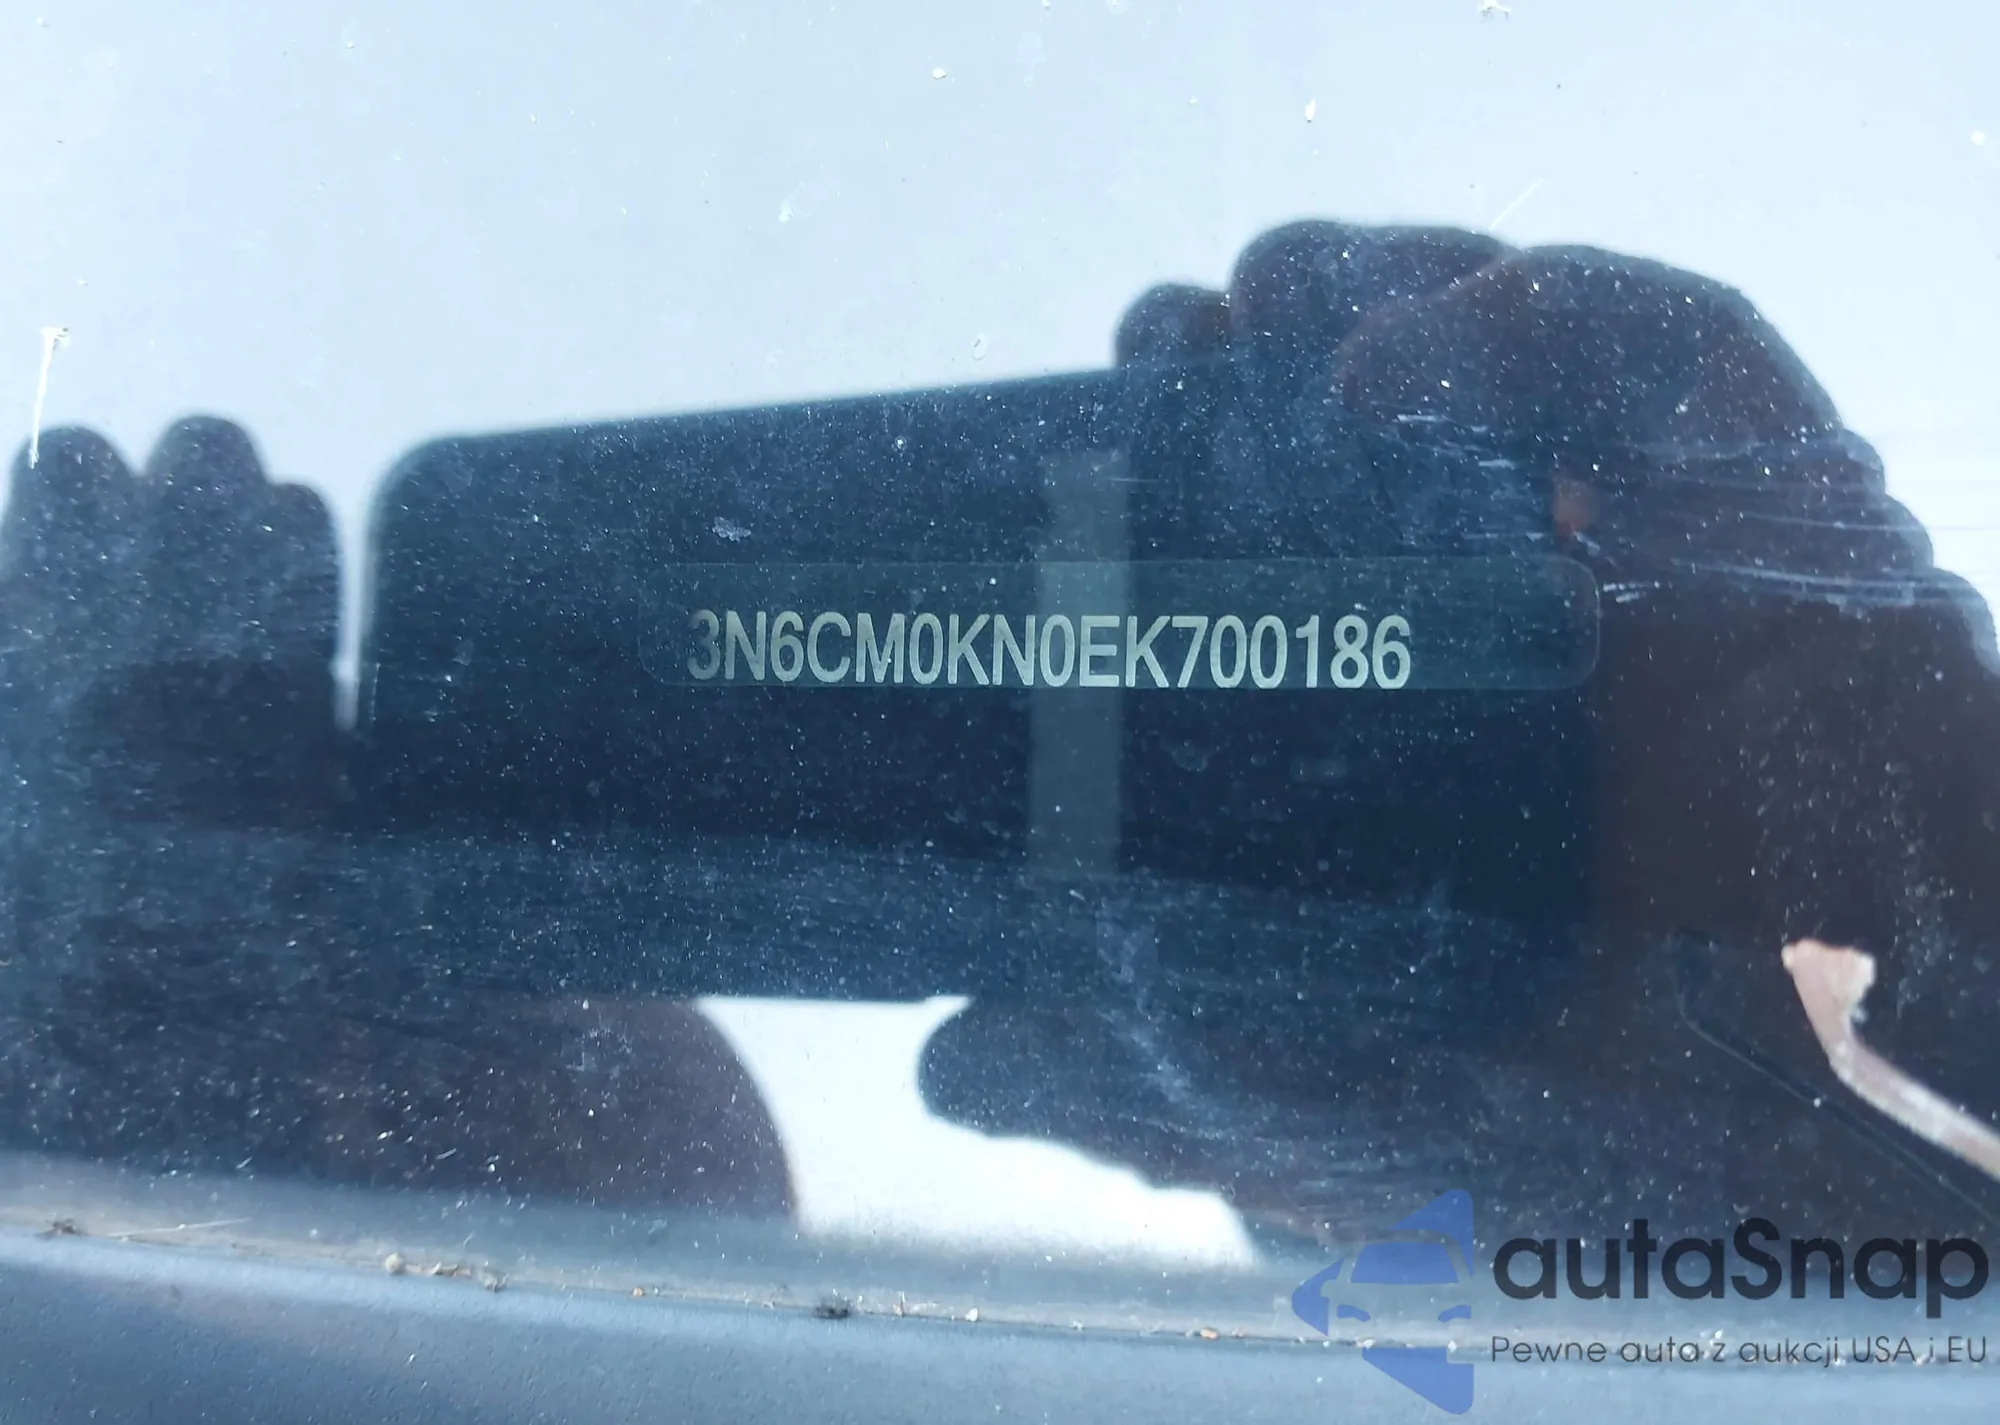 3N6CM0KN0EK700186
autaSnap
Pewne auta z aukcji USA i EU